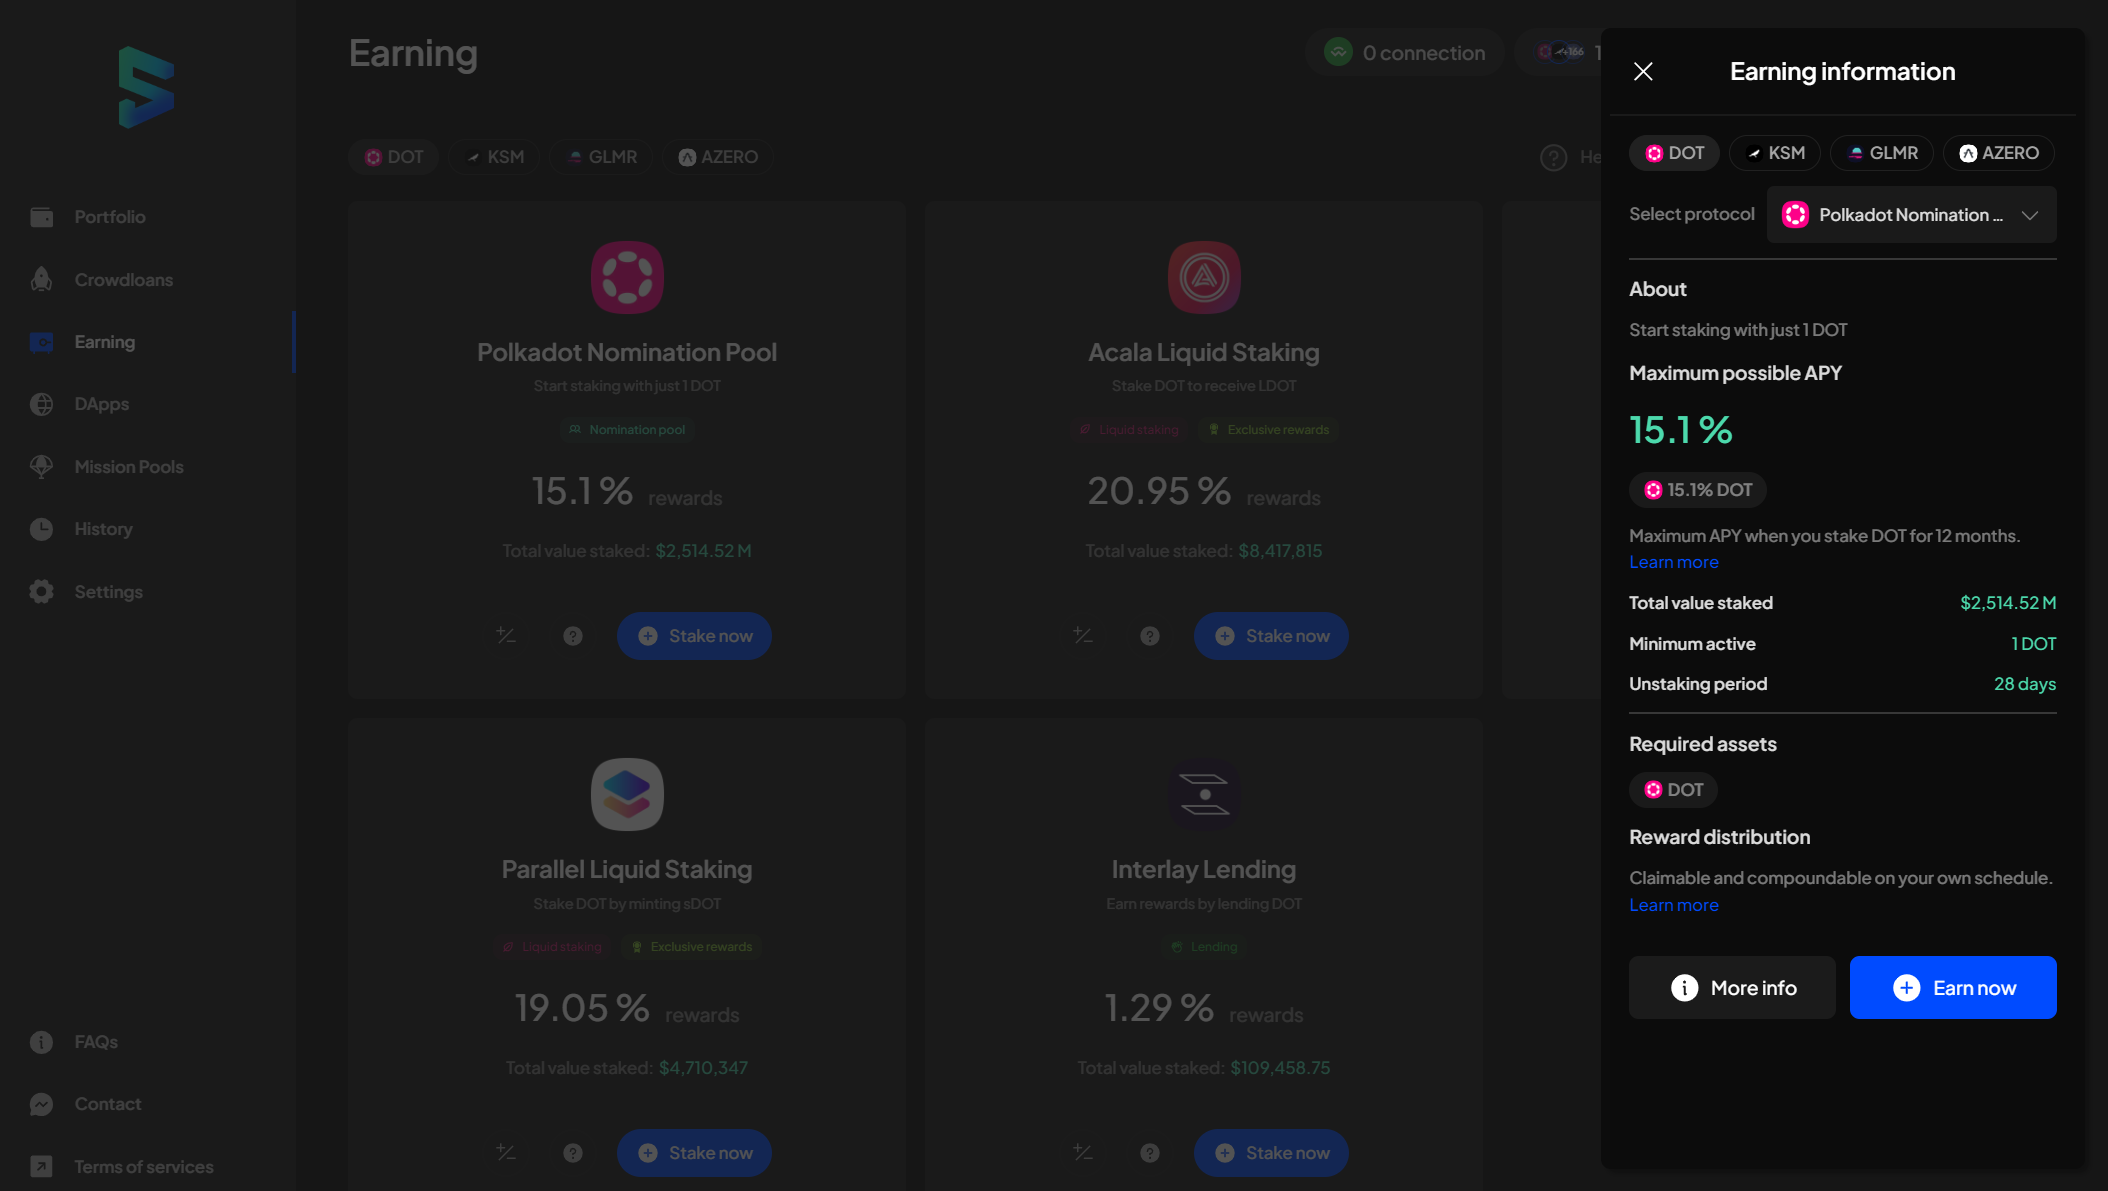 Earning
0 connection
+166
DOT
KSM
GLMR
AZERO
Portfolio
Crowdloans
Earning
DApps
Mission Pools
History
Settings
FAQs
Contact
Terms of services
Polkadot Nomination Pool
Start staking with just 1 DOT
Nomination pool
15.1 % rewards
Total value staked: $2,514.52 M
Stake now
Acala Liquid Staking
Stake DOT to receive LDOT
Liquid staking
Exclusive rewards
20.95 % rewards
Total value staked: $8,417,815
Stake now
Parallel Liquid Staking
Stake DOT by minting sDOT
Liquid staking
Exclusive rewards
19.05 % rewards
Total value staked: $4,710,347
Stake now
Interlay Lending
Earn rewards by lending DOT
Lending
1.29 % rewards
Total value staked: $109,458.75
Stake now
Earning information
DOT
KSM
GLMR
AZERO
Select protocol
Polkadot Nomination ...
About
Start staking with just 1 DOT
Maximum possible APY
15.1 %
15.1% DOT
Maximum APY when you stake DOT for 12 months.
Learn more
Total value staked $2,514.52 M
Minimum active 1 DOT
Unstaking period 28 days
Required assets
DOT
Reward distribution
Claimable and compoundable on your own schedule.
Learn more
More info
Earn now